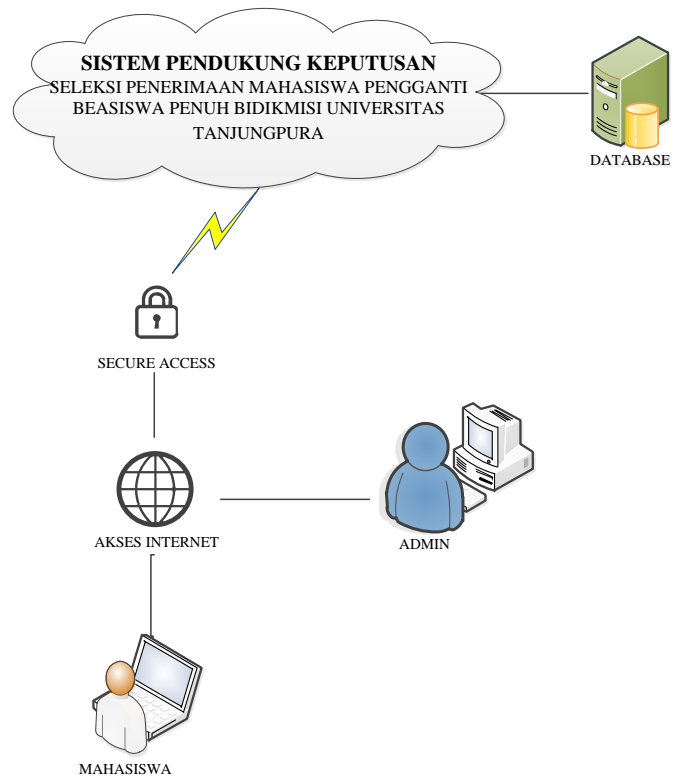 SISTEM PENDUKUNG KEPUTUSAN
SELEKSI PENERIMAAN MAHASISWA PENGGANTI
BEASISWA PENUH BIDIKMISI UNIVERSITAS
TANJUNGPURA
DATABASE
SECURE ACCESS
AKSES INTERNET
ADMIN
MAHASISWA